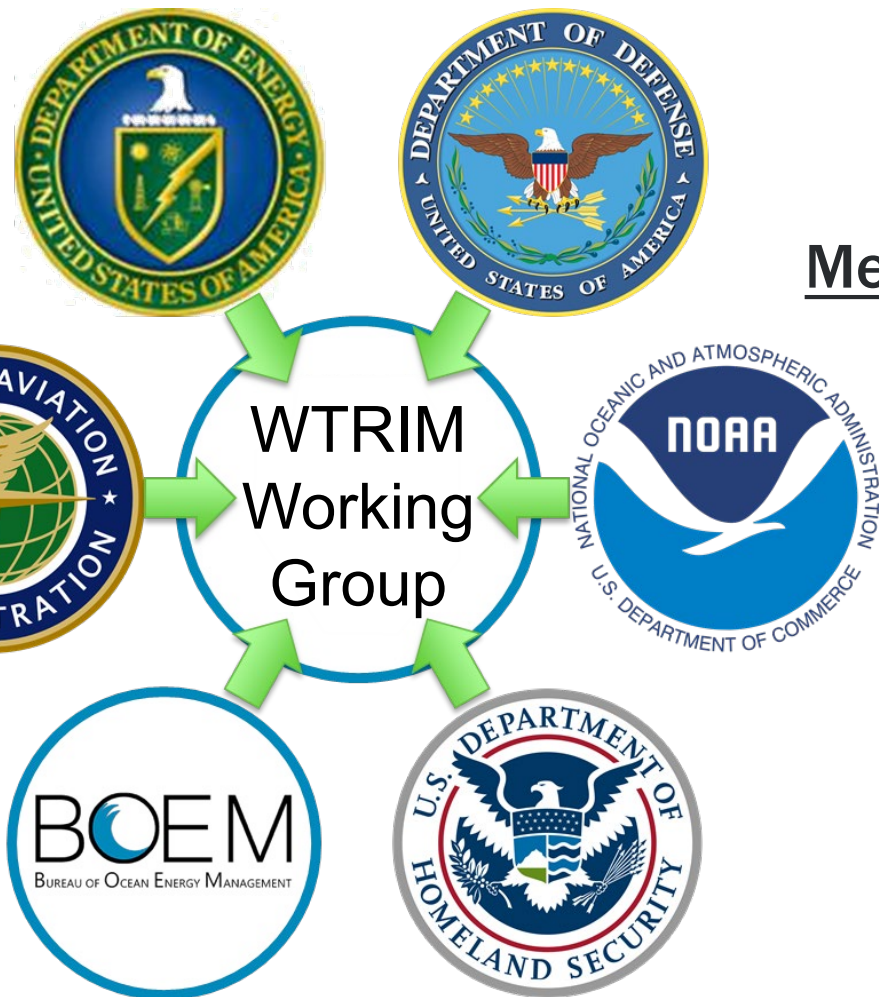 DEPARTMENT OF ENERGY
UNITED STATES OF AMERICA
DEPARTMENT OF DEFENSE
UNITED STATES OF AMERICA
Me
AVIATION
STRATION
WTRIM
Working
Group
NATIONAL OCEANIC AND ATMOSPHERIC ADMINISTRATION
NOAA
U.S. DEPARTMENT OF COMMERCE
BOEM
BUREAU OF OCEAN ENERGY MANAGEMENT
U.S. DEPARTMENT OF
HOMELAND SECURITY